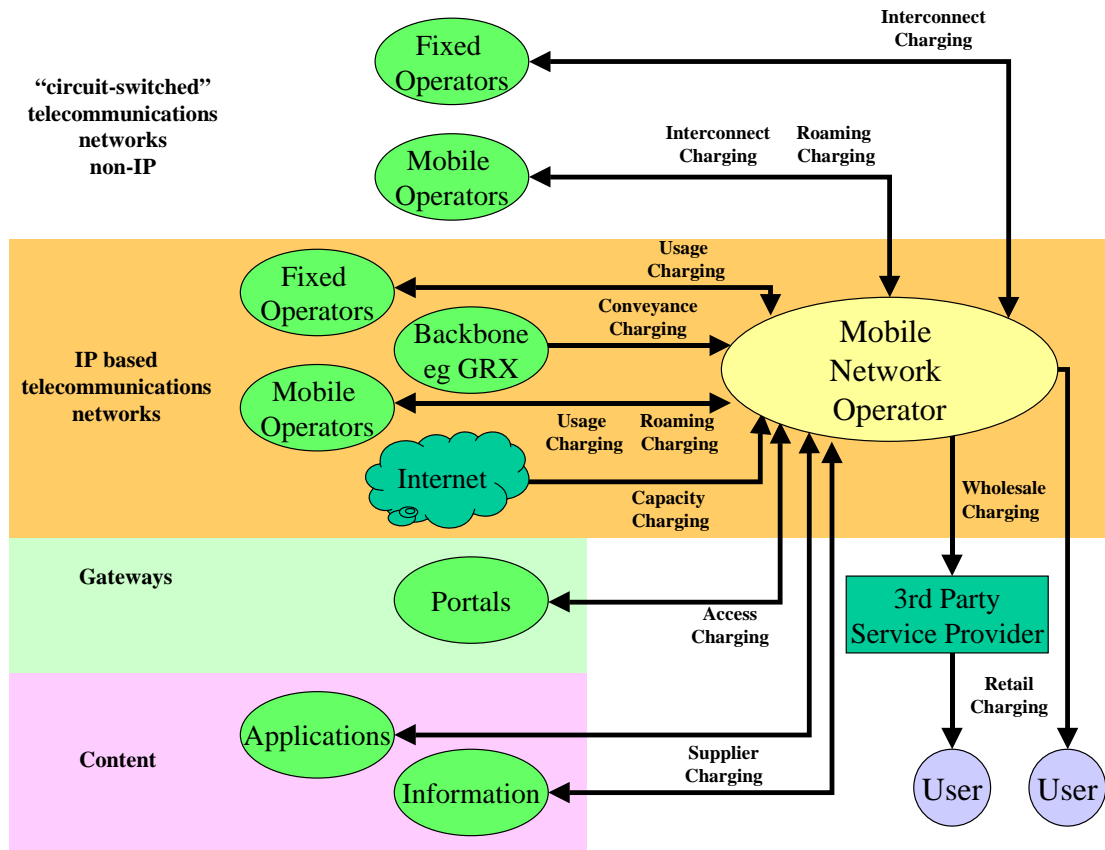 Interconnect
Charging
Fixed
Operators
“circuit-switched”
telecommunications
networks
non-IP
Interconnect
Charging
Roaming
Charging
Mobile
Operators
Usage
Charging
Fixed
Operators
Conveyance
Charging
Backbone
eg GRX
Mobile
Network
Operator
IP based
telecommunications
networks
Mobile
Operators
Usage
Charging
Roaming
Charging
Internet
Capacity
Charging
Wholesale
Charging
Gateways
Portals
Access
Charging
3rd Party
Service Provider
Retail
Charging
Applications
Content
Supplier
Charging
Information
User
User